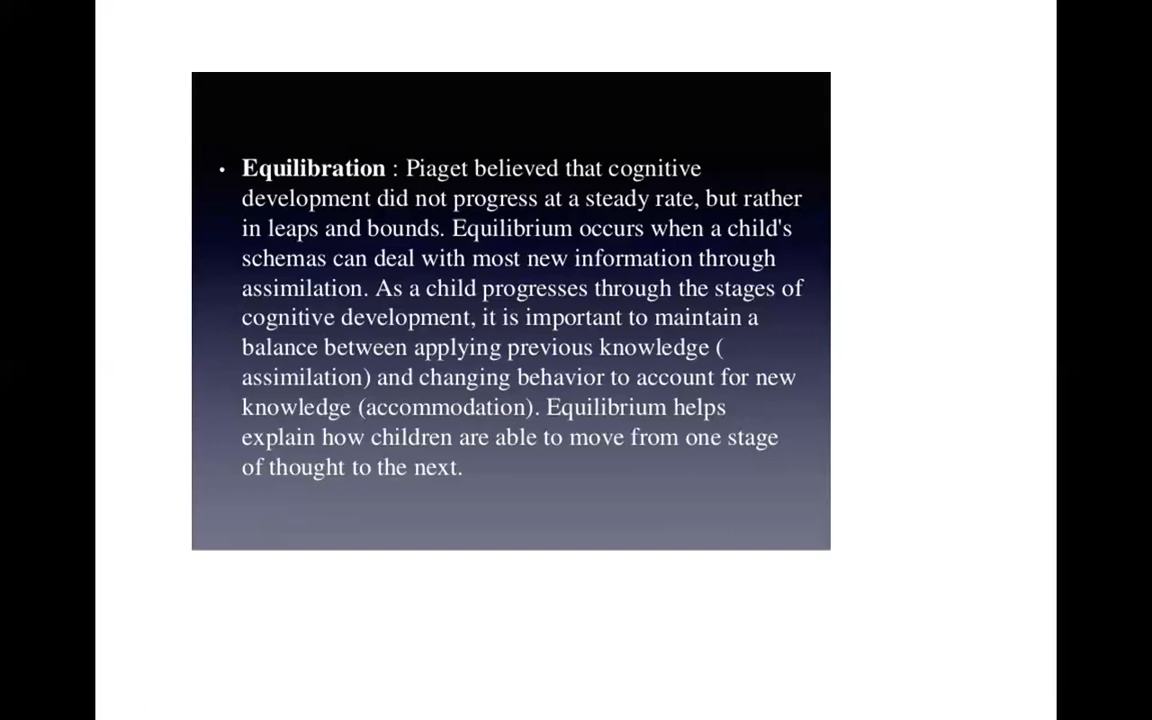 • Equilibration : Piaget believed that cognitive
development did not progress at a steady rate, but rather
in leaps and bounds. Equilibrium occurs when a child's
schemas can deal with most new information through
assimilation. As a child progresses through the stages of
cognitive development, it is important to maintain a
balance between applying previous knowledge (
assimilation) and changing behavior to account for new
knowledge (accommodation). Equilibrium helps
explain how children are able to move from one stage
of thought to the next.